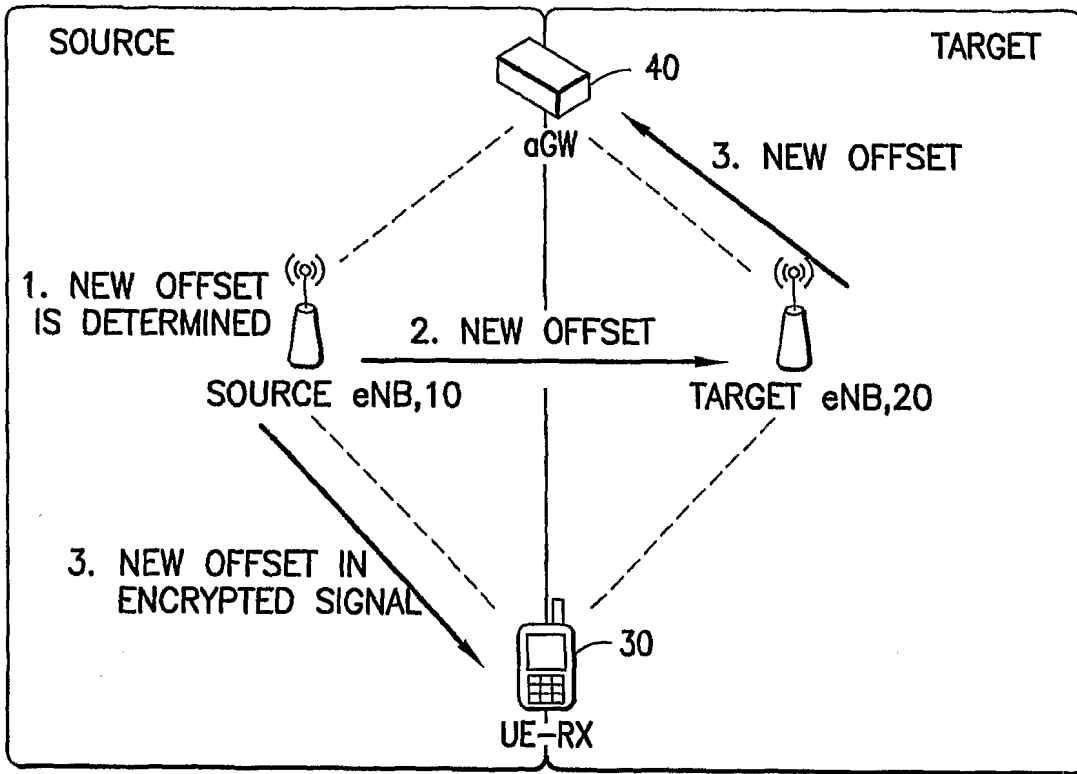 SOURCE
TARGET
40
aGW
3. NEW OFFSET
1. NEW OFFSET
IS DETERMINED
2. NEW OFFSET
SOURCE eNB,10
TARGET eNB,20
3. NEW OFFSET IN
ENCRYPTED SIGNAL
30
UE-RX